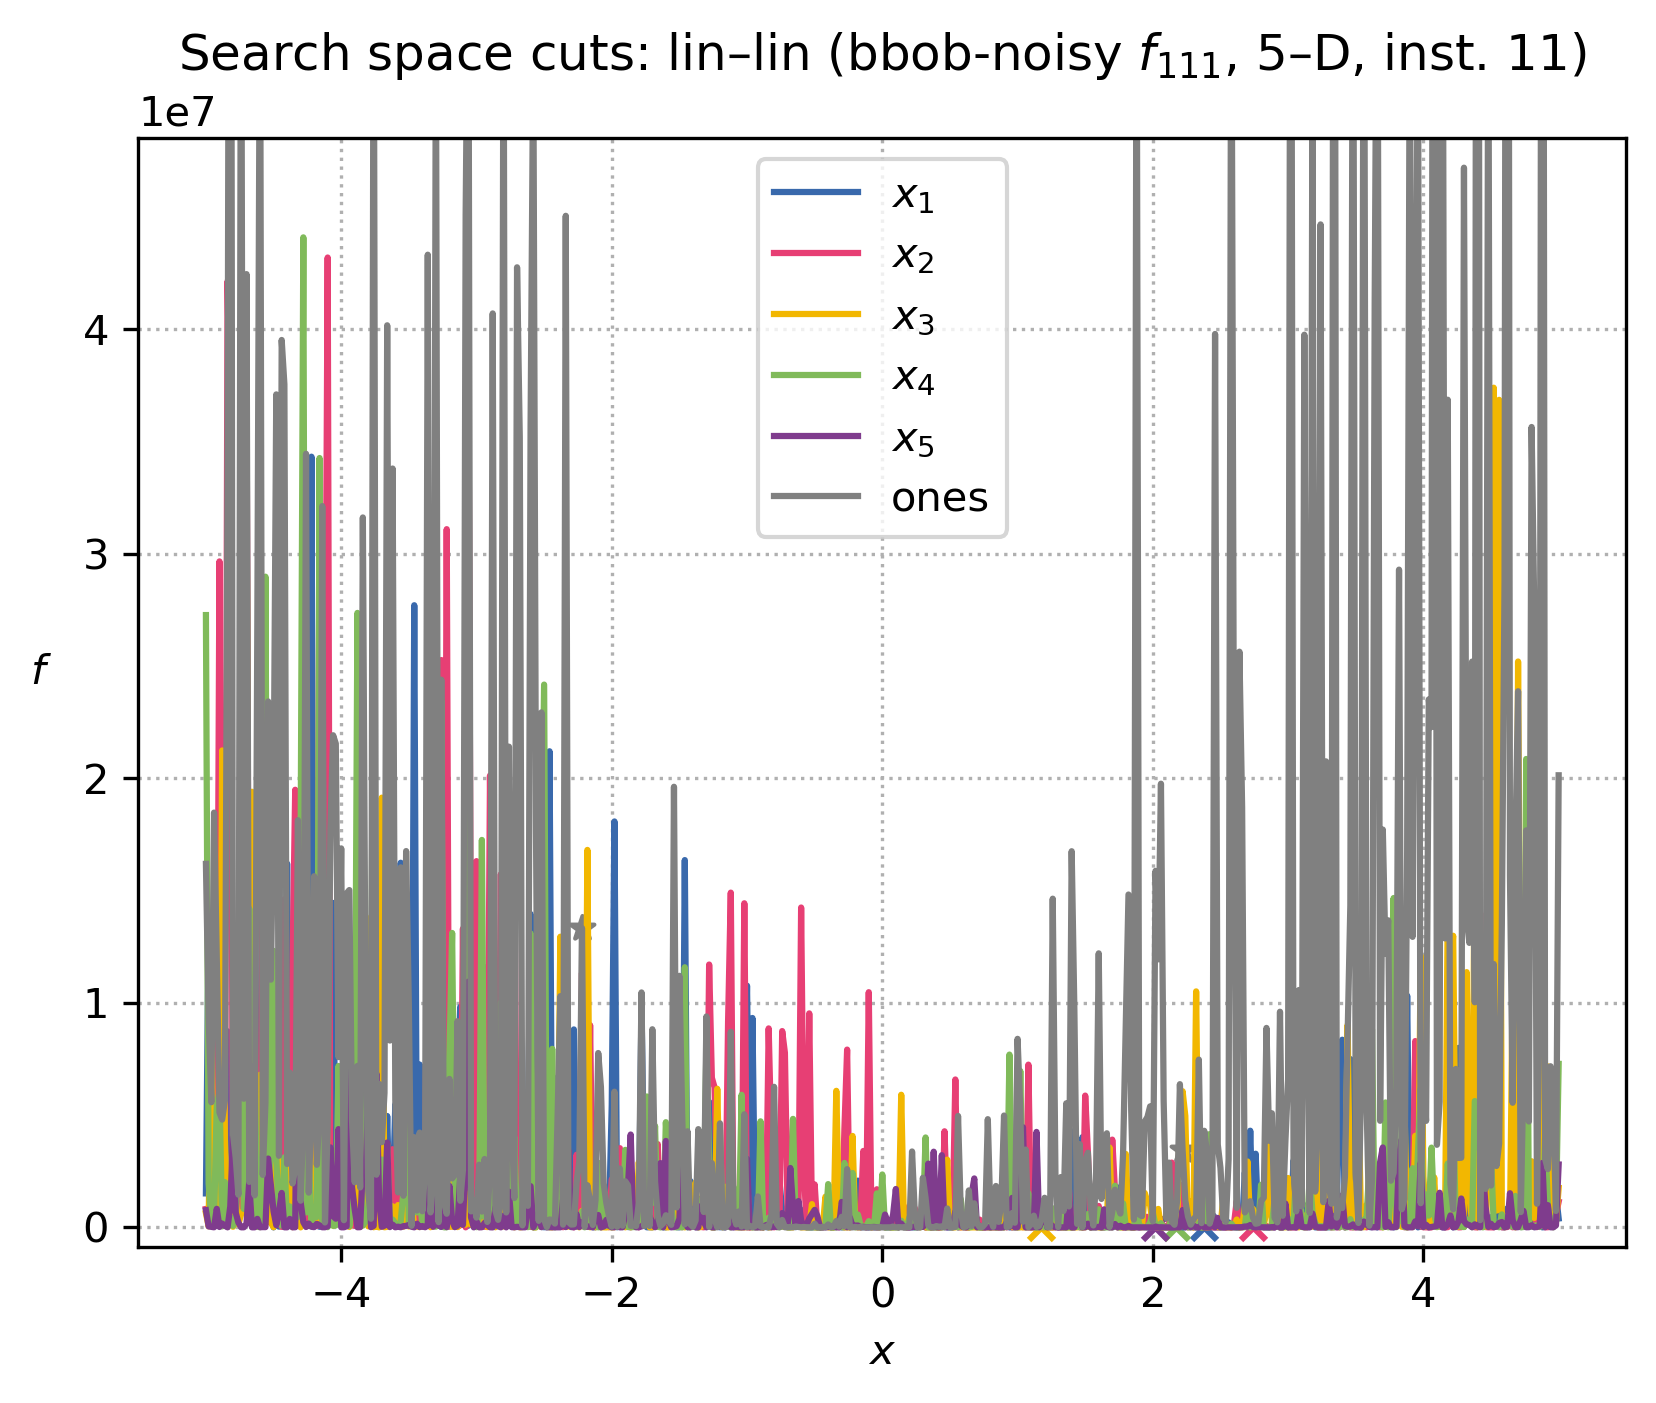 Search space cuts: lin–lin (bbob-noisy f₁₁₁, 5–D, inst. 11)
1e7
x₁
x₂
x₃
x₄
x₅
ones
4
3
2
1
0
f
−4 −2 0 2 4
x